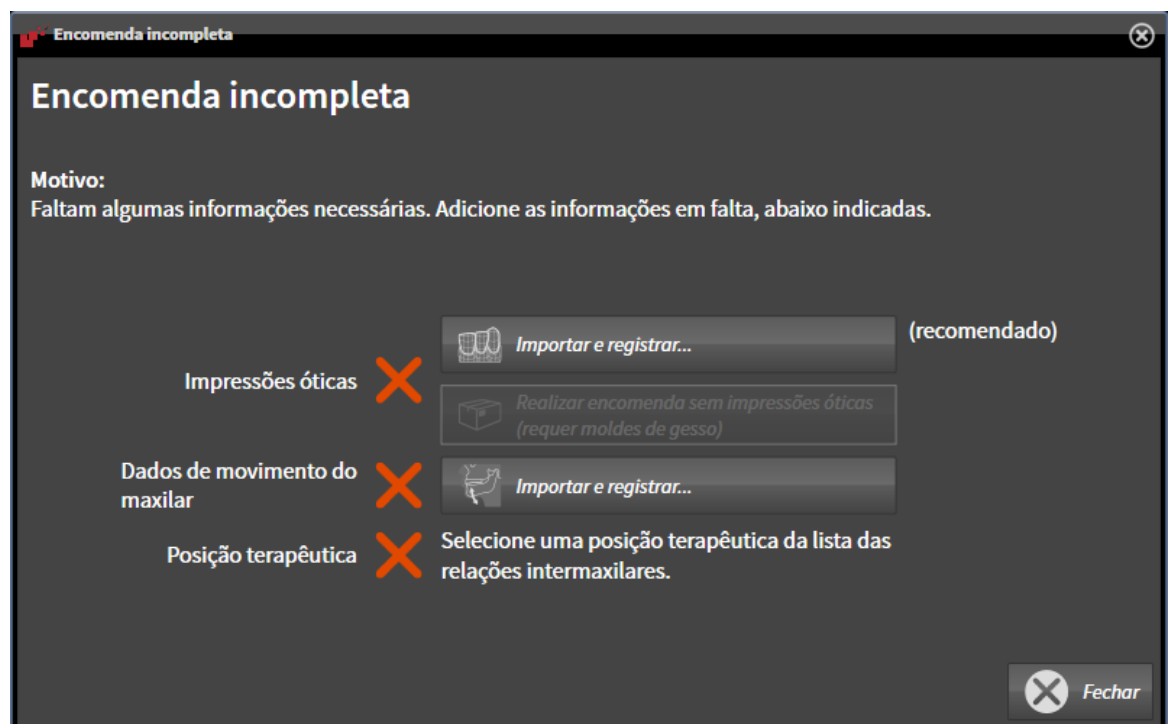 Encomenda incompleta
Encomenda incompleta
Motivo:
Faltam algumas informações necessárias. Adicione as informações em falta, abaixo indicadas.
Impressões óticas
Importar e registrar...
(recomendado)
Realizar encomenda sem impressões óticas
(requer moldes de gesso)
Dados de movimento do
maxilar
Importar e registrar...
Posição terapêutica
Selecione uma posição terapêutica da lista das
relações intermaxilares.
Fechar